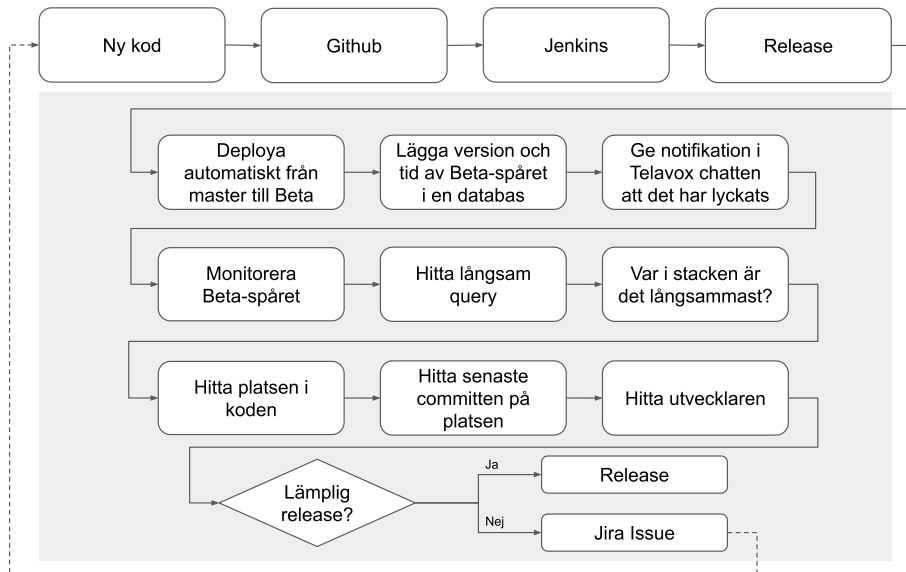 Ny kod
Github
Jenkins
Release
Deploya
automatiskt från
master till Beta
Lägga version och
tid av Beta-spåret
i en databas
Ge notifikation i
Telavox chatten
att det har lyckats
Monitorera
Beta-spåret
Hitta långsam
query
Var i stacken är
det långsammast?
Hitta platsen i
koden
Hitta senaste
committen på
platsen
Hitta utvecklaren
Lämplig
release?
Ja
Release
Nej
Jira Issue